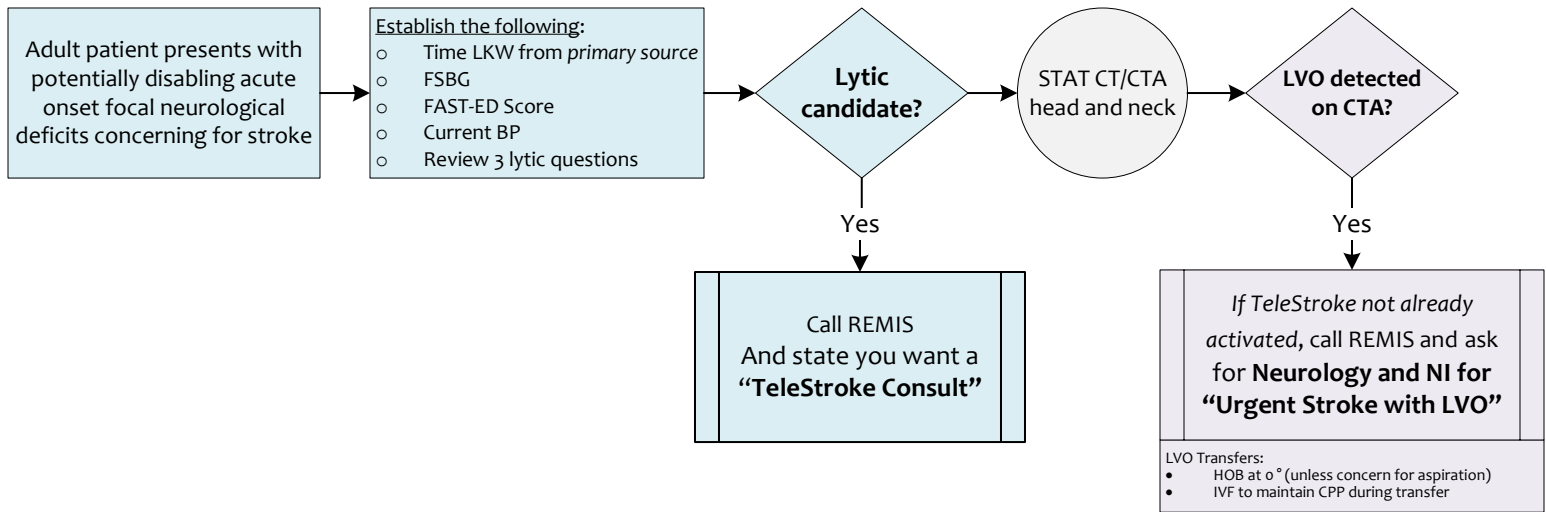 Adult patient presents with
potentially disabling acute
onset focal neurological
deficits concerning for stroke
Establish the following:
o Time LKW from primary source
o FSBG
o FAST-ED Score
o Current BP
o Review 3 lytic questions
Lytic
candidate?
STAT CT/CTA
head and neck
LVO detected
on CTA?
Yes
Yes
Call REMIS
And state you want a
“TeleStroke Consult”
If TeleStroke not already
activated, call REMIS and ask
for Neurology and NI for
“Urgent Stroke with LVO”
LVO Transfers:
• HOB at 0° (unless concern for aspiration)
• IVF to maintain CPP during transfer